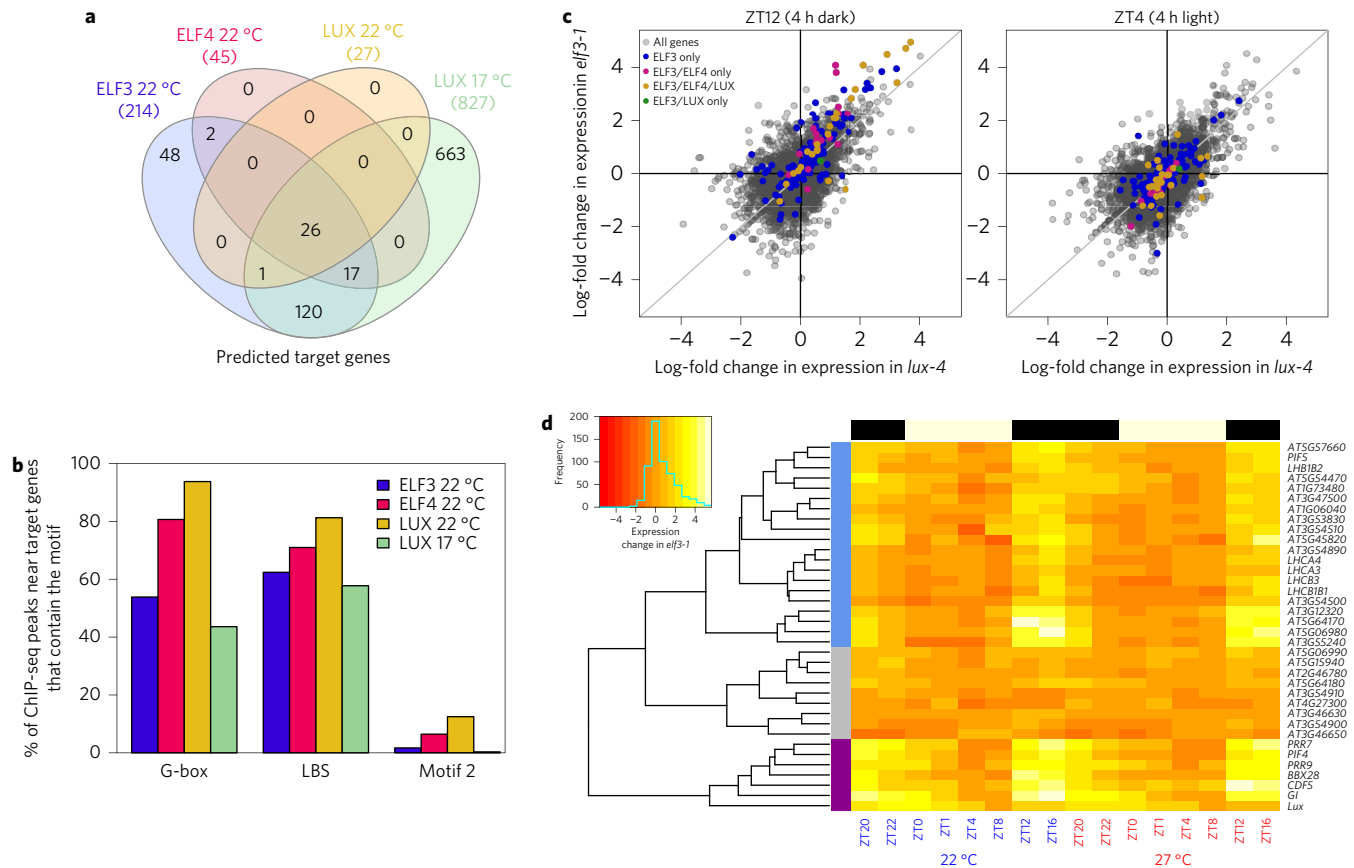 a
ELF4 22 °C
(45)
LUX 22 °C
(27)
ELF3 22 °C
(214)
LUX 17 °C
(827)
0
0
0
2
0
48
0
0
663
26
0
0
1
17
120
Predicted target genes
b
% of ChIP-seq peaks near target genes
that contain the motif
100
80
60
40
20
0
ELF3 22 °C
ELF4 22 °C
LUX 22 °C
LUX 17 °C
G-box
LBS
Motif 2
c
ZT12 (4 h dark)
ZT4 (4 h light)
Log-fold change in expressionin elf3-1
All genes
ELF3 only
ELF3/ELF4 only
ELF3/ELF4/LUX
ELF3/LUX only
4
2
0
−2
−4
−4
−2
0
2
4
Log-fold change in expression in lux-4
4
2
0
−2
−4
−4
−2
0
2
4
Log-fold change in expression in lux-4
d
Frequency
200
150
100
50
0
−4
−2
0
2
4
Expression
change in elf3-1
AT5G57660
PIF5
LHB1B2
AT5G54470
AT1G73480
AT3G47500
AT1G06040
AT3G53830
AT3G54510
AT5G45820
AT3G54890
LHCA4
LHCA3
LHCB3
LHCB1B1
AT3G54500
AT3G12320
AT5G64170
AT5G06980
AT3G55240
AT5G06990
AT5G15940
AT2G46780
AT5G64180
AT3G54910
AT4G27300
AT3G46630
AT3G54900
AT3G46650
PRR7
PIF4
PRR9
BBX28
CDF5
GI
Lux
ZT20
ZT22
ZT0
ZT1
ZT4
ZT8
ZT12
ZT16
ZT20
ZT22
ZT0
ZT1
ZT4
ZT8
ZT12
ZT16
22 °C
27 °C